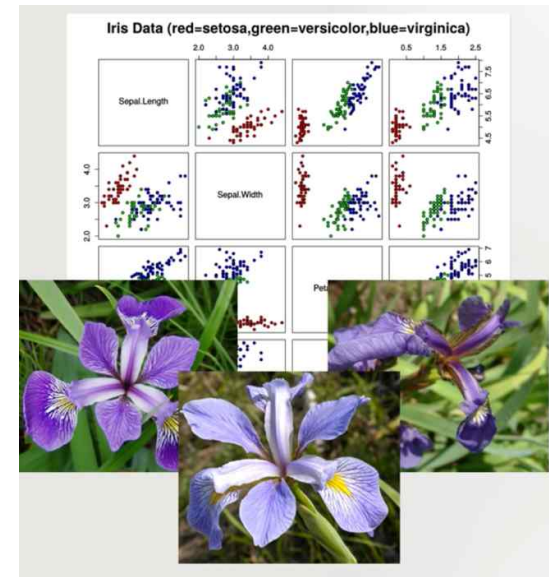 Iris Data (red=setosa,green=versicolor,blue=virginica)
2.0 3.0 4.0
0.5 1.5 2.5
Sepal.Length
4.5 5.5 6.5 7.5
2.0 3.0 4.0
Sepal.Width
Peta
5 6 7